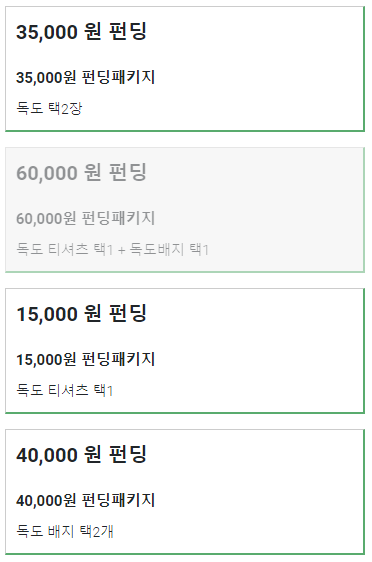 35,000 원 펀딩
35,000원 펀딩패키지
독도 택2장
60,000 원 펀딩
60,000원 펀딩패키지
독도 티셔츠 택1 + 독도배지 택1
15,000 원 펀딩
15,000원 펀딩패키지
독도 티셔츠 택1
40,000 원 펀딩
40,000원 펀딩패키지
독도 배지 택2개